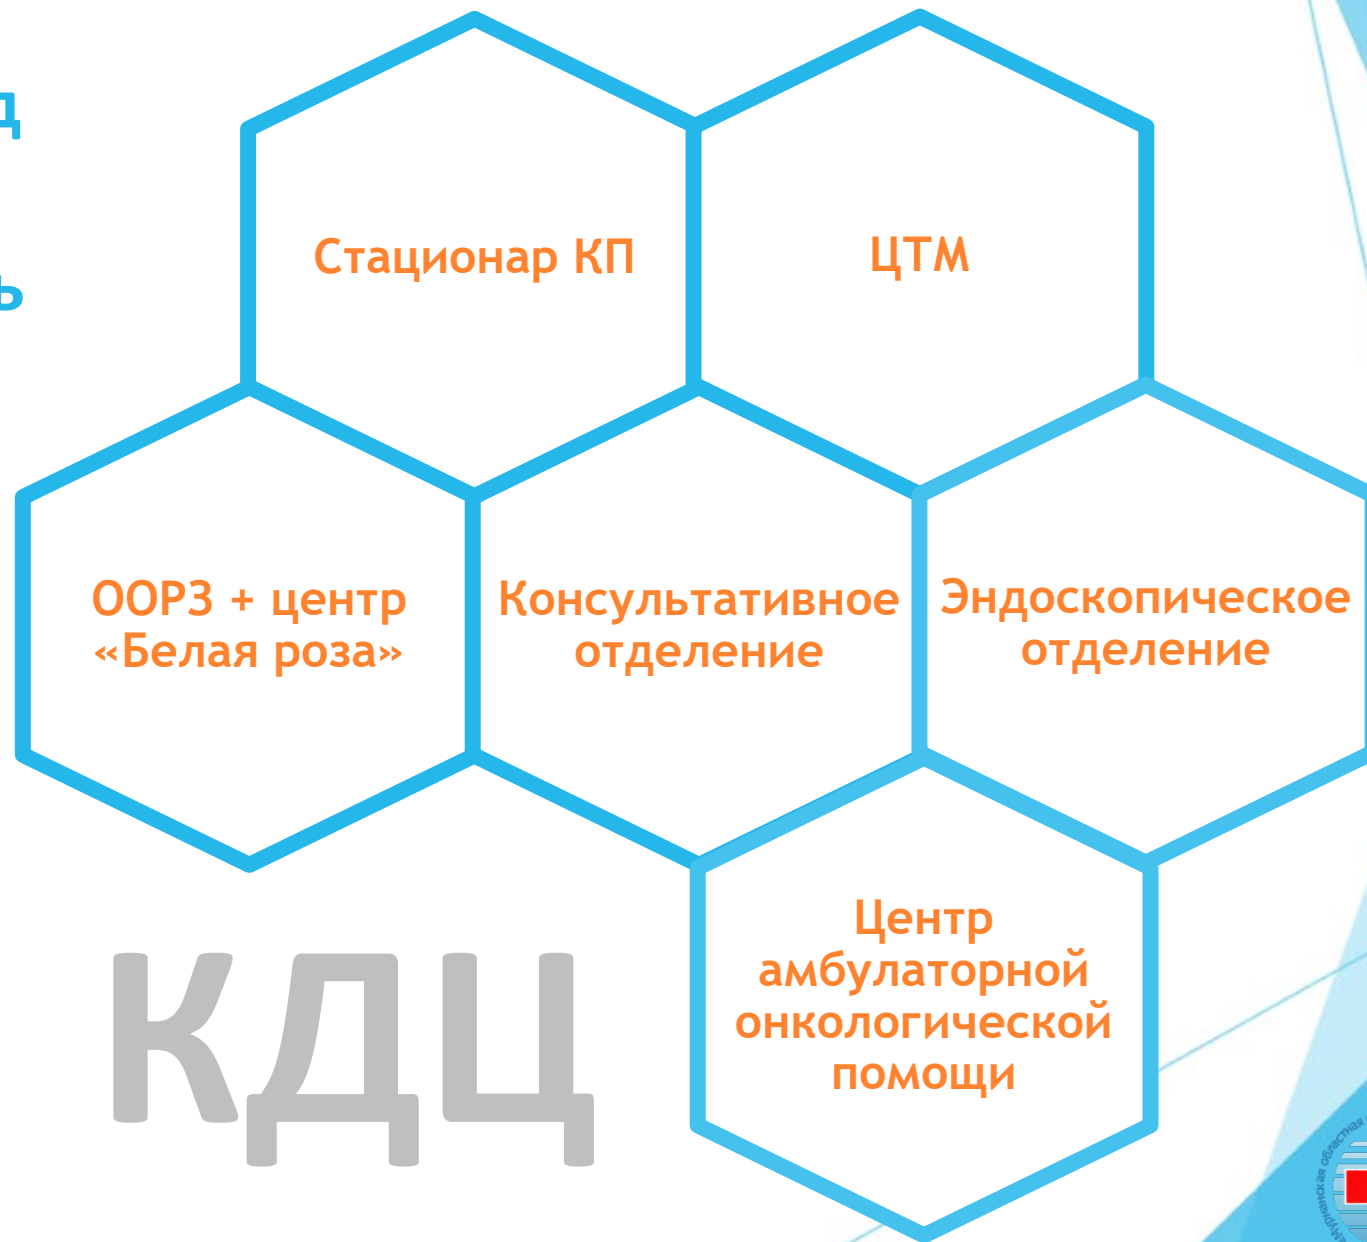 Стационар КП
ЦТМ
ООРЗ + центр
«Белая роза»
Консультативное
отделение
Эндоскопическое
отделение
Центр
амбулаторной
онкологической
помощи
КДЦ